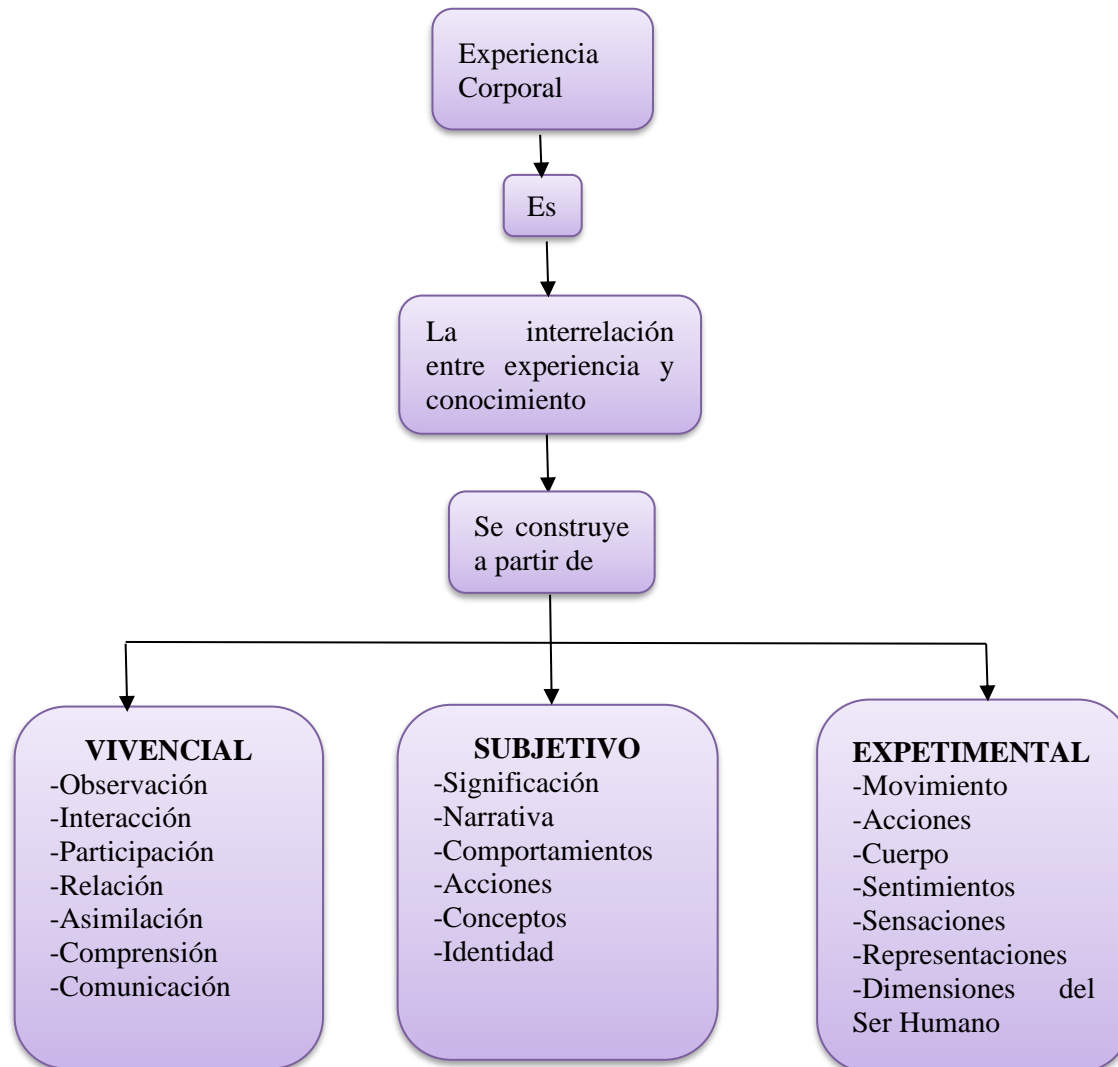 Experiencia
Corporal
Es
La interrelación
entre experiencia y
conocimiento
Se construye
a partir de
VIVENCIAL
-Observación
-Interacción
-Participación
-Relación
-Asimilación
-Comprensión
-Comunicación
SUBJETIVO
-Significación
-Narrativa
-Comportamientos
-Acciones
-Conceptos
-Identidad
EXPETIMENTAL
-Movimiento
-Acciones
-Cuerpo
-Sentimientos
-Sensaciones
-Representaciones
-Dimensiones del
Ser Humano